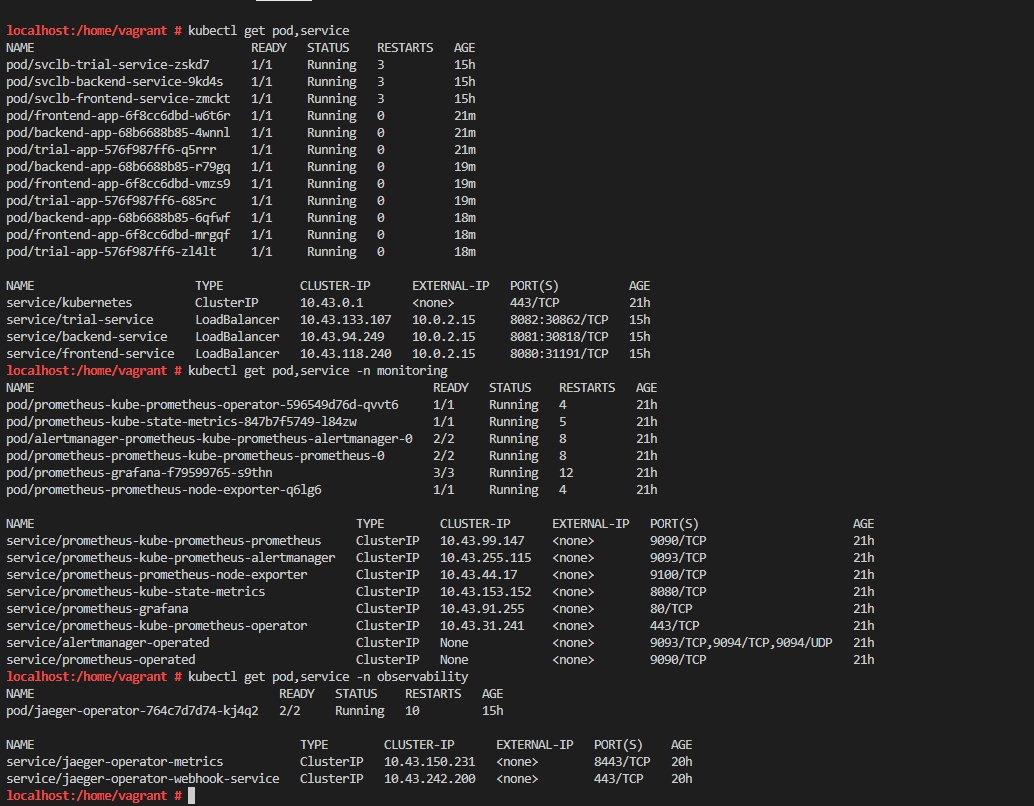 localhost:/home/vagrant # kubectl get pod,service
NAME READY STATUS RESTARTS AGE
pod/svclb-trial-service-zskd7 1/1 Running 3 15h
pod/svclb-backend-service-9kd4s 1/1 Running 3 15h
pod/svclb-frontend-service-zmckt 1/1 Running 3 15h
pod/frontend-app-6f8cc6dbd-w6t6r 1/1 Running 0 21m
pod/backend-app-68b6688b85-4wnnl 1/1 Running 0 21m
pod/trial-app-576f987ff6-q5rrr 1/1 Running 0 21m
pod/backend-app-68b6688b85-r79gq 1/1 Running 0 19m
pod/frontend-app-6f8cc6dbd-vmzs9 1/1 Running 0 19m
pod/trial-app-576f987ff6-685rc 1/1 Running 0 19m
pod/backend-app-68b6688b85-6qfwf 1/1 Running 0 18m
pod/frontend-app-6f8cc6dbd-mrgqf 1/1 Running 0 18m
pod/trial-app-576f987ff6-zl4lt 1/1 Running 0 18m
NAME TYPE CLUSTER-IP EXTERNAL-IP PORT(S) AGE
service/kubernetes ClusterIP 10.43.0.1 <none> 443/TCP 21h
service/trial-service LoadBalancer 10.43.133.107 10.0.2.15 8082:30862/TCP 15h
service/backend-service LoadBalancer 10.43.94.249 10.0.2.15 8081:30818/TCP 15h
service/frontend-service LoadBalancer 10.43.118.240 10.0.2.15 8080:31191/TCP 15h
localhost:/home/vagrant # kubectl get pod,service -n monitoring
NAME READY STATUS RESTARTS AGE
pod/prometheus-kube-prometheus-operator-596549d76d-qvvt6 1/1 Running 4 21h
pod/prometheus-kube-state-metrics-847b7f5749-l84zw 1/1 Running 5 21h
pod/alertmanager-prometheus-kube-prometheus-alertmanager-0 2/2 Running 8 21h
pod/prometheus-prometheus-kube-prometheus-prometheus-0 2/2 Running 8 21h
pod/prometheus-grafana-f79599765-s9thn 3/3 Running 12 21h
pod/prometheus-prometheus-node-exporter-q6lg6 1/1 Running 4 21h
NAME TYPE CLUSTER-IP EXTERNAL-IP PORT(S) AGE
service/prometheus-kube-prometheus-prometheus ClusterIP 10.43.99.147 <none> 9090/TCP 21h
service/prometheus-kube-prometheus-alertmanager ClusterIP 10.43.255.115 <none> 9093/TCP 21h
service/prometheus-prometheus-node-exporter ClusterIP 10.43.44.17 <none> 9100/TCP 21h
service/prometheus-kube-state-metrics ClusterIP 10.43.153.152 <none> 8080/TCP 21h
service/prometheus-grafana ClusterIP 10.43.91.255 <none> 80/TCP 21h
service/prometheus-kube-prometheus-operator ClusterIP 10.43.31.241 <none> 443/TCP 21h
service/alertmanager-operated ClusterIP None <none> 9093/TCP,9094/TCP,9094/UDP 21h
service/prometheus-operated ClusterIP None <none> 9090/TCP 21h
localhost:/home/vagrant # kubectl get pod,service -n observability
NAME READY STATUS RESTARTS AGE
pod/jaeger-operator-764c7d7d74-kj4q2 2/2 Running 10 15h
NAME TYPE CLUSTER-IP EXTERNAL-IP PORT(S) AGE
service/jaeger-operator-metrics ClusterIP 10.43.150.231 <none> 8443/TCP 20h
service/jaeger-operator-webhook-service ClusterIP 10.43.242.200 <none> 443/TCP 20h
localhost:/home/vagrant #